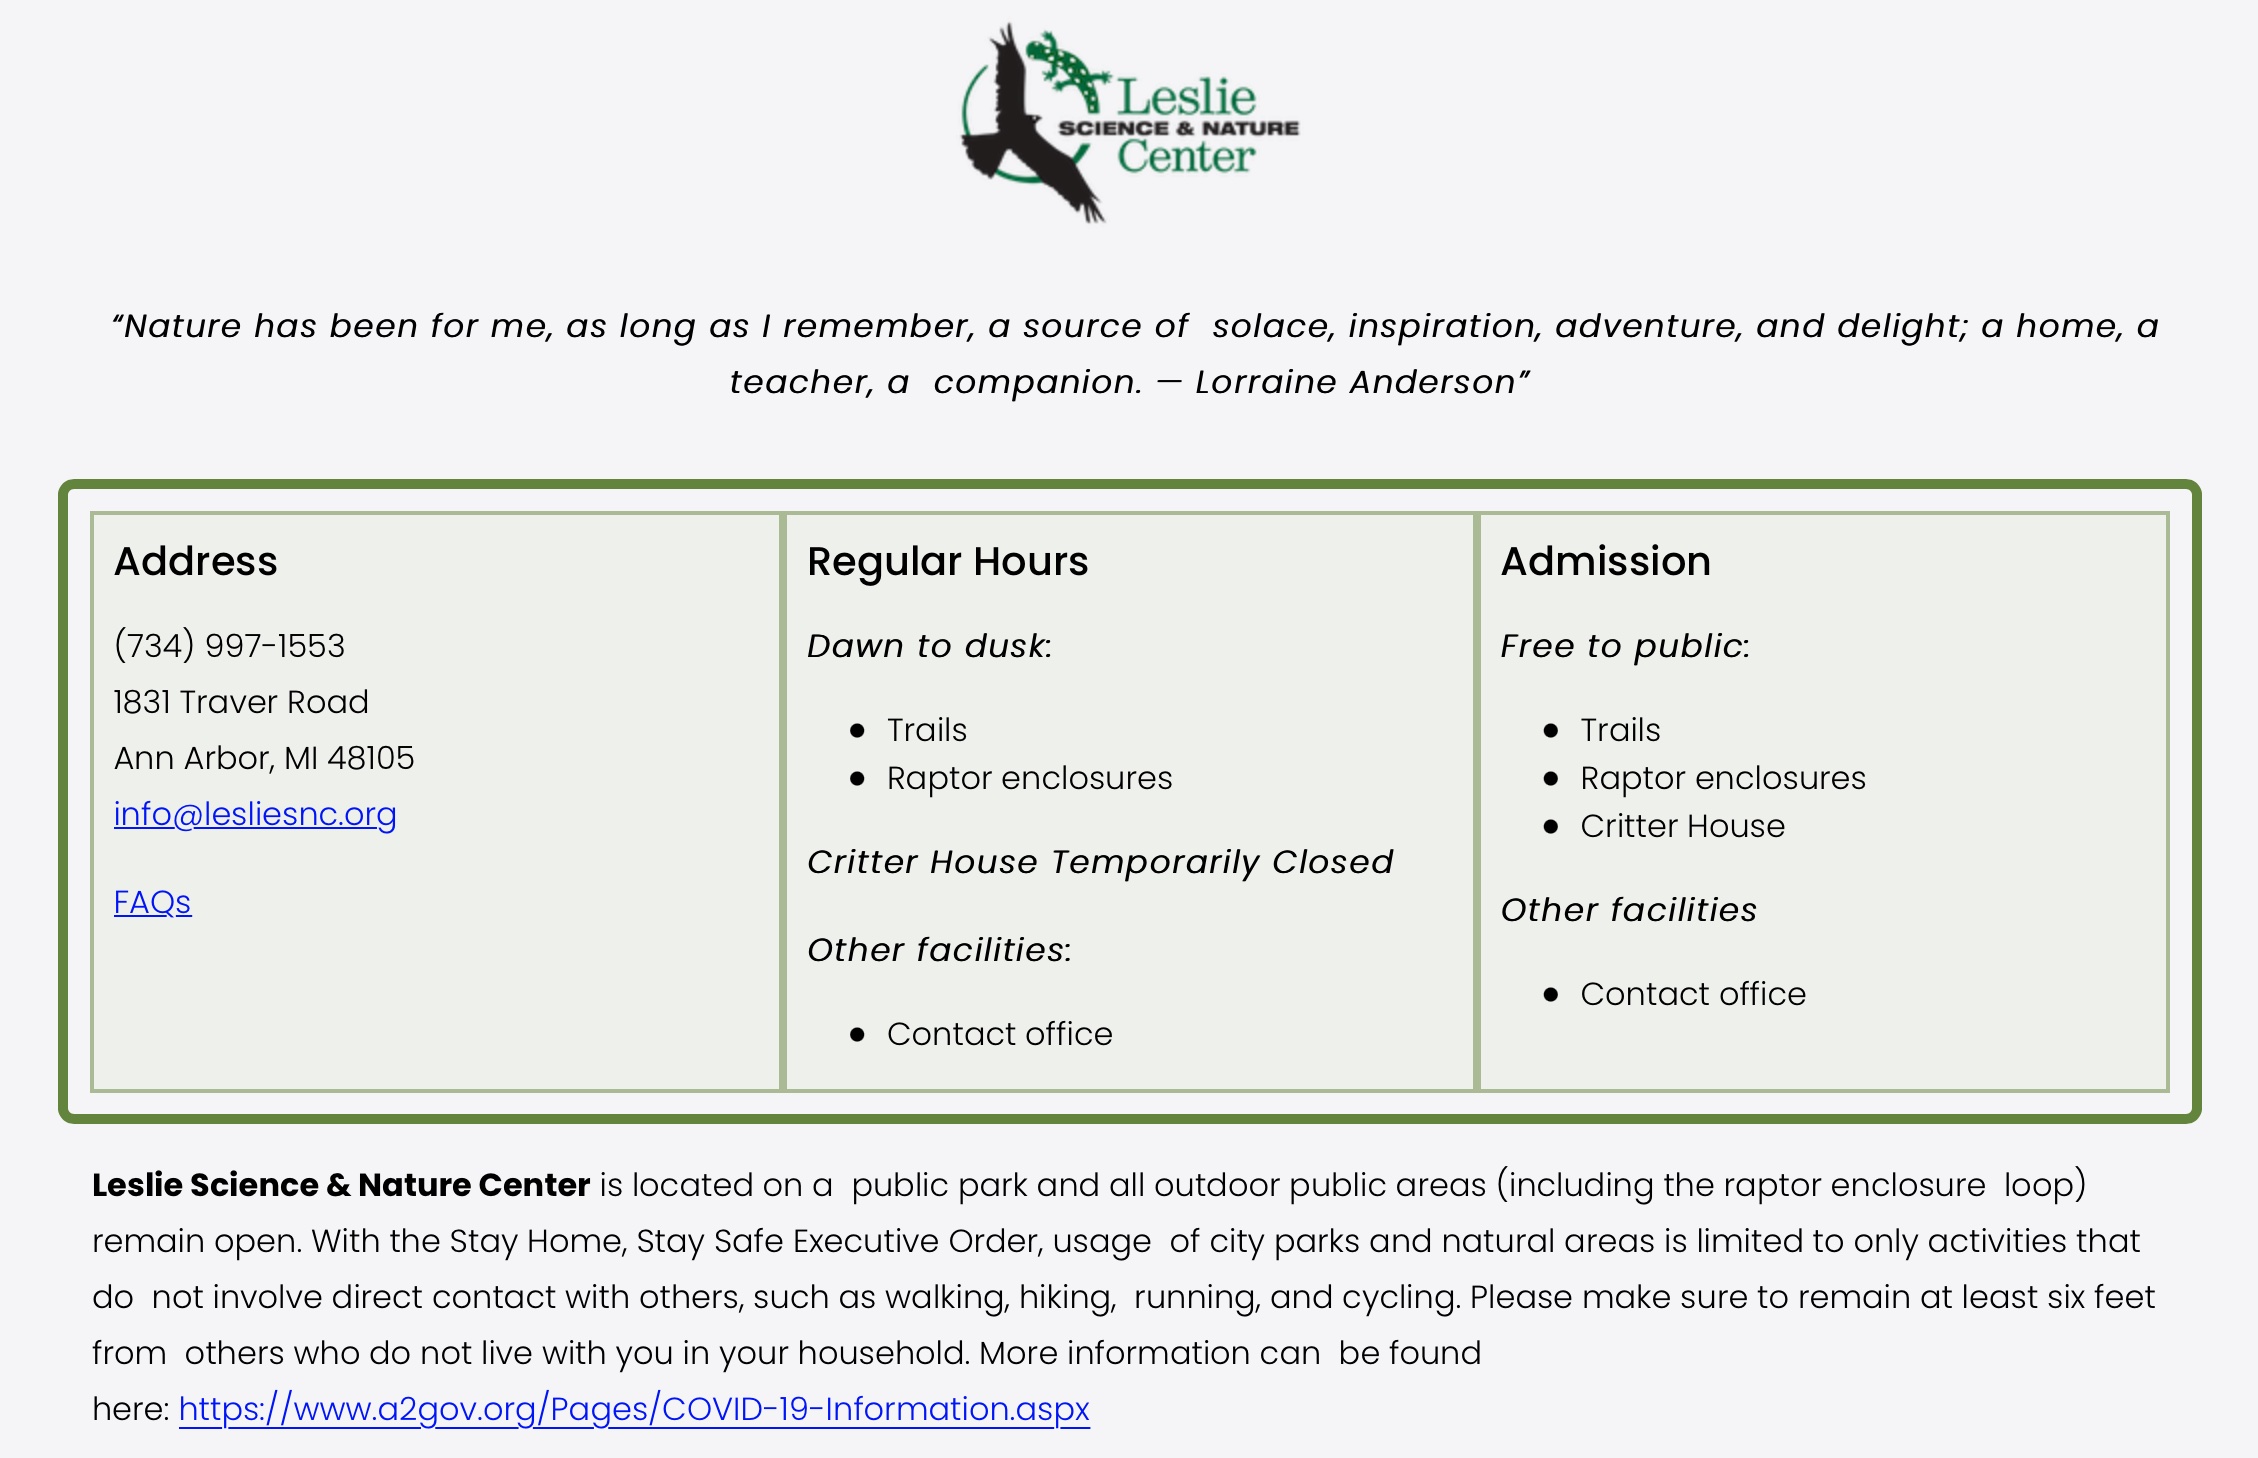 Leslie
SCIENCE & NATURE
Center
“Nature has been for me, as long as I remember, a source of  solace, inspiration, adventure, and delight; a home, a
teacher, a  companion. — Lorraine Anderson”
Address
(734) 997-1553
1831 Traver Road
Ann Arbor, MI 48105
info@lesliesnc.org
FAQs
Regular Hours
Dawn to dusk:
● Trails
● Raptor enclosures
Critter House Temporarily Closed
Other facilities:
● Contact office
Admission
Free to public:
● Trails
● Raptor enclosures
● Critter House
Other facilities
● Contact office
Leslie Science & Nature Center is located on a  public park and all outdoor public areas (including the raptor enclosure  loop)
remain open. With the Stay Home, Stay Safe Executive Order, usage  of city parks and natural areas is limited to only activities that
do  not involve direct contact with others, such as walking, hiking,  running, and cycling. Please make sure to remain at least six feet
from  others who do not live with you in your household. More information can  be found
here: https://www.a2gov.org/Pages/COVID-19-Information.aspx